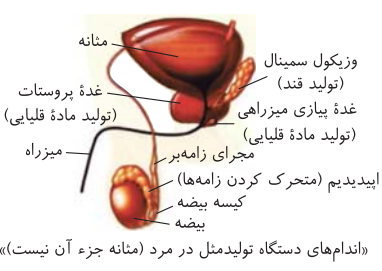 مثانه
وزیکول سمینال
(تولید قند)
غدهٔ پروستات
(تولید مادهٔ قلیایی)
غدهٔ پیازی میزراهی
(تولید مادهٔ قلیایی)
میزراه
مجرای زامه‌بر
اپیدیدیم (متحرک کردن زامه‌ها)
کیسه بیضه
بیضه
«اندام‌های دستگاه تولیدمثل در مرد (مثانه جزء آن نیست)»